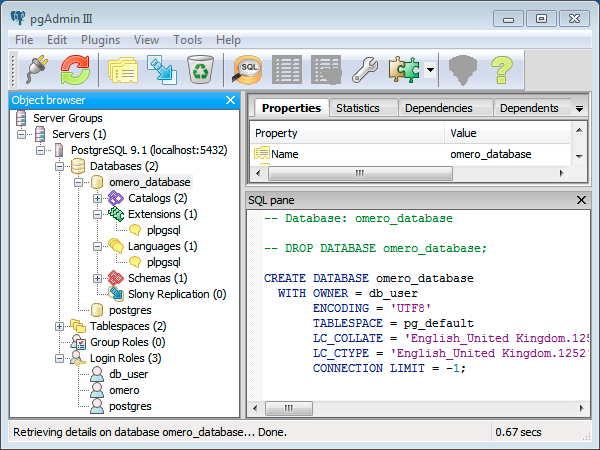 pgAdmin III
File Edit Plugins View Tools Help
SQL
Object browser
Server Groups
Servers (1)
PostgreSQL 9.1 (localhost:5432)
Databases (2)
omero_database
Catalogs (2)
Extensions (1)
plpgsql
Languages (1)
plpgsql
Schemas (1)
Slony Replication (0)
postgres
Tablespaces (2)
Group Roles (0)
Login Roles (3)
db_user
omero
postgres
Properties Statistics Dependencies Dependents
Property Value
Name omero_database
SQL pane
-- Database: omero_database
-- DROP DATABASE omero_database;
CREATE DATABASE omero_database
WITH OWNER = db_user
ENCODING = 'UTF8'
TABLESPACE = pg_default
LC_COLLATE = 'English_United Kingdom.125
LC_CTYPE = 'English_United Kingdom.1252'
CONNECTION LIMIT = -1;
Retrieving details on database omero_database... Done. 0.67 secs